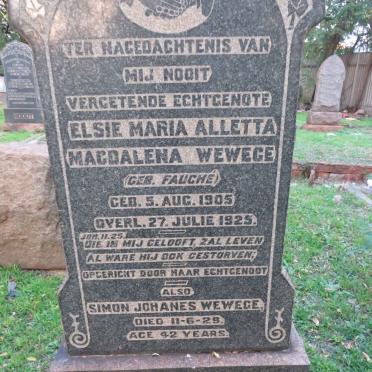 TER NAGEDACHTENIS VAN
MIJ NOOIT
VERGETENDE ECHTGENOTE
ELSIE MARIA ALLETTA
MAGDALENA WEWEGE
(GEB. FAUCHÉ)
GEB. 5. AUG. 1905
OVERL. 27. JULIE 1925.
JOH. 11.25.
DIE IN MIJ GELOOFT, ZAL LEVEN
AL WARE HIJ OOK GESTORVEN;
OPGERICHT DOOR HAAR ECHTGENOOT
ALSO
SIMON JOHANES WEWEGE,
DIED 11-6-29.
AGE 42 YEARS.